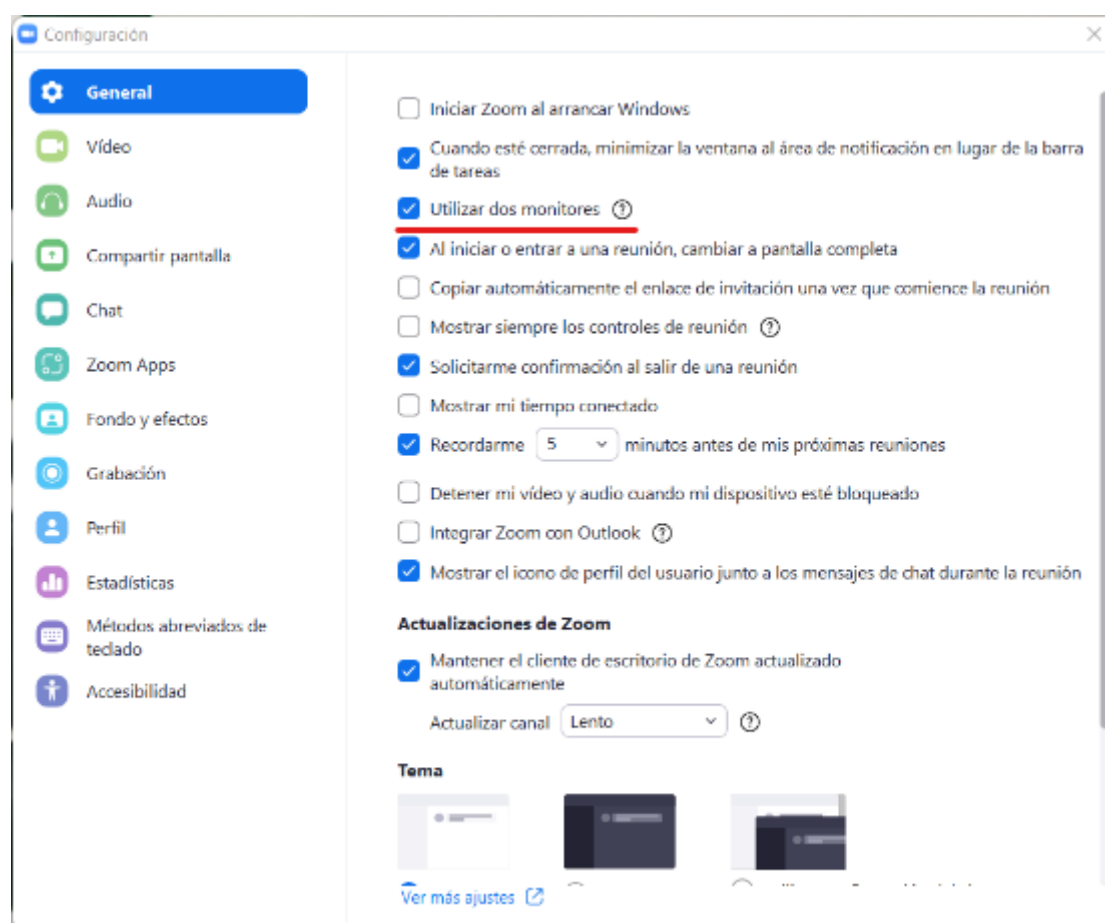 Configuración
General
Vídeo
Audio
Compartir pantalla
Chat
Zoom Apps
Fondo y efectos
Grabación
Perfil
Estadísticas
Métodos abreviados de
teclado
Accesibilidad
Iniciar Zoom al arrancar Windows
Cuando esté cerrada, minimizar la ventana al área de notificación en lugar de la barra
de tareas
Utilizar dos monitores
Al iniciar o entrar a una reunión, cambiar a pantalla completa
Copiar automáticamente el enlace de invitación una vez que comience la reunión
Mostrar siempre los controles de reunión
Solicitarme confirmación al salir de una reunión
Mostrar mi tiempo conectado
Recordarme 5 minutos antes de mis próximas reuniones
Detener mi vídeo y audio cuando mi dispositivo esté bloqueado
Integrar Zoom con Outlook
Mostrar el icono de perfil del usuario junto a los mensajes de chat durante la reunión
Actualizaciones de Zoom
Mantener el cliente de escritorio de Zoom actualizado
automáticamente
Actualizar canal Lento
Tema
Ver más ajustes